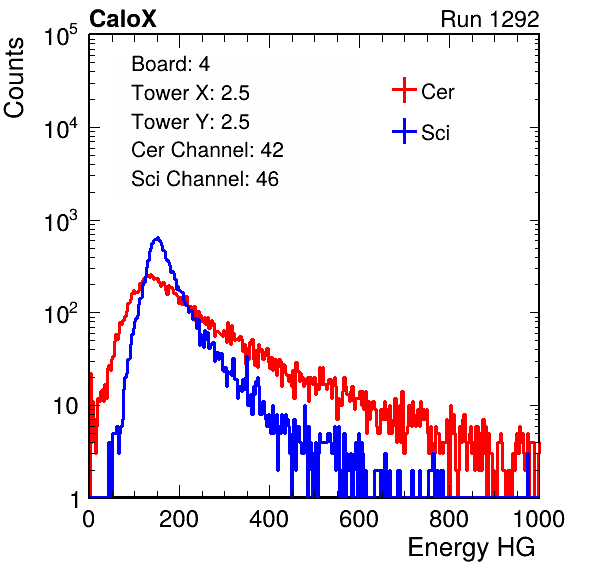 CaloX Run 1292
Counts
Board: 4
Tower X: 2.5
Tower Y: 2.5
Cer Channel: 42
Sci Channel: 46
Cer
Sci
10^5
10^4
10^3
10^2
10
1
0 200 400 600 800 1000
Energy HG